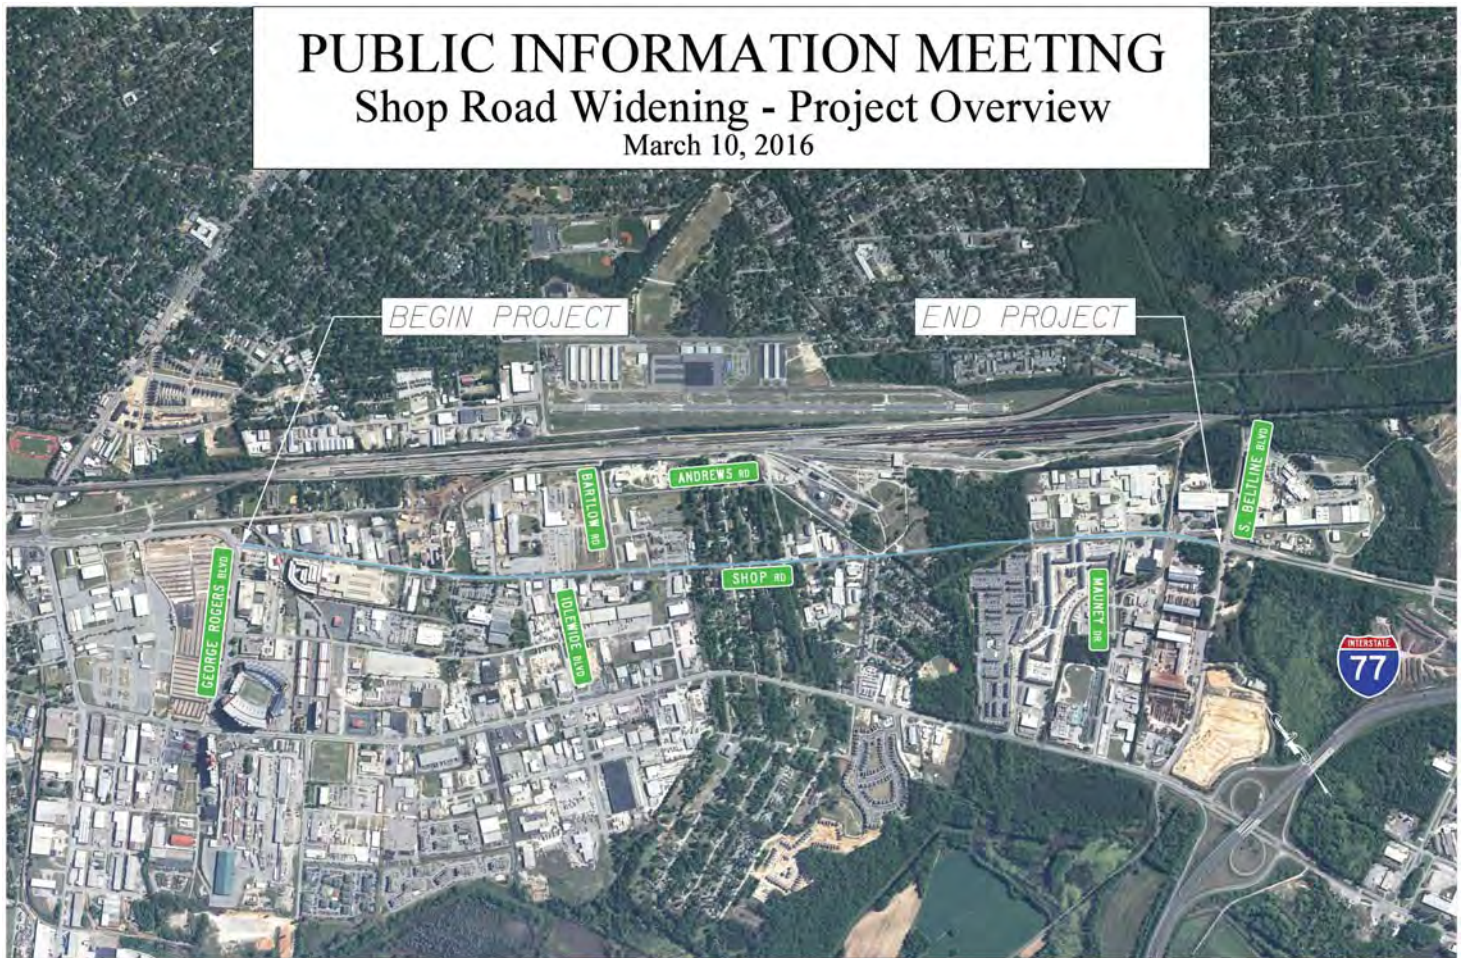 PUBLIC INFORMATION MEETING
Shop Road Widening - Project Overview
March 10, 2016
BEGIN PROJECT
END PROJECT
S. BELTLINE BLVD
BARTLOW RD
ANDREWS RD
GEORGE ROGERS BLVD
SHOP RD
IDLEWIDE BLVD
MAUNEY DR
INTERSTATE
77